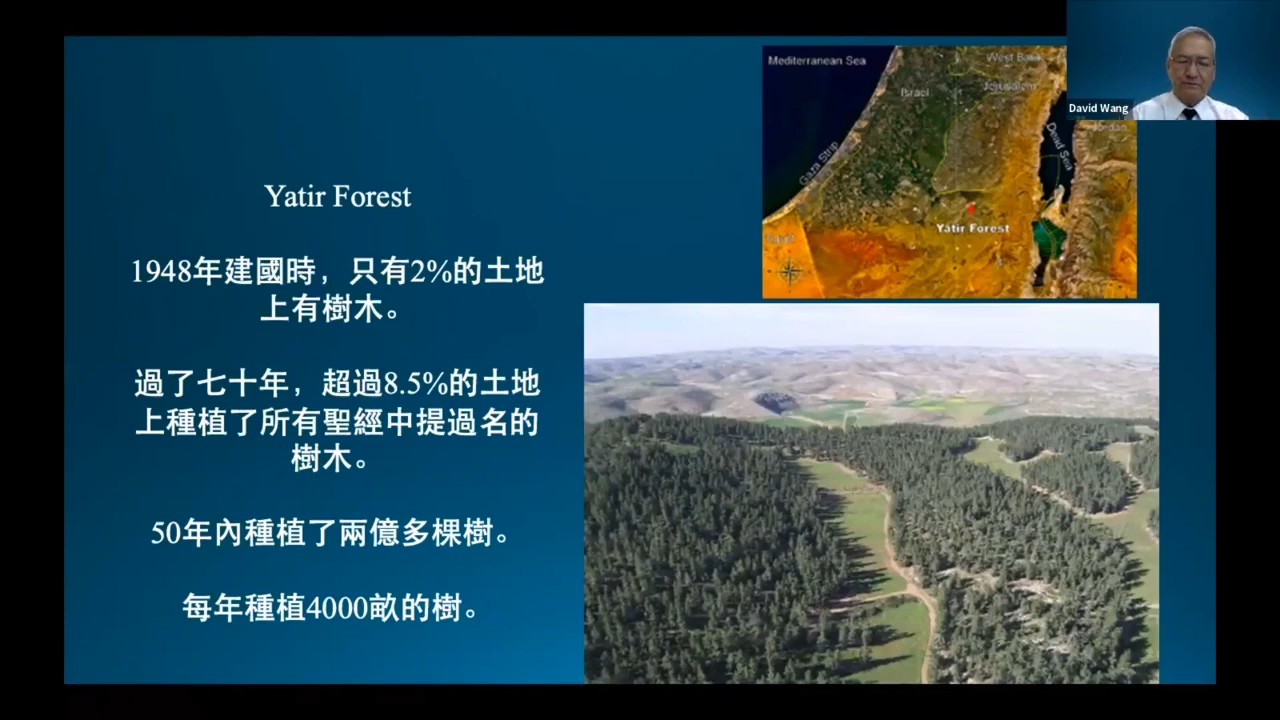 Yatir Forest
1948年建國時，只有2%的土地
上有樹木。
過了七十年，超過8.5%的土地
上種植了所有聖經中提過名的
樹木。
50年內種植了兩億多棵樹。
每年種植4000畝的樹。
Mediterranean Sea
West Bank
Israel
Jerusalem
Gaza Strip
Dead Sea
Jordan
Yatir Forest
Egypt
David Wang